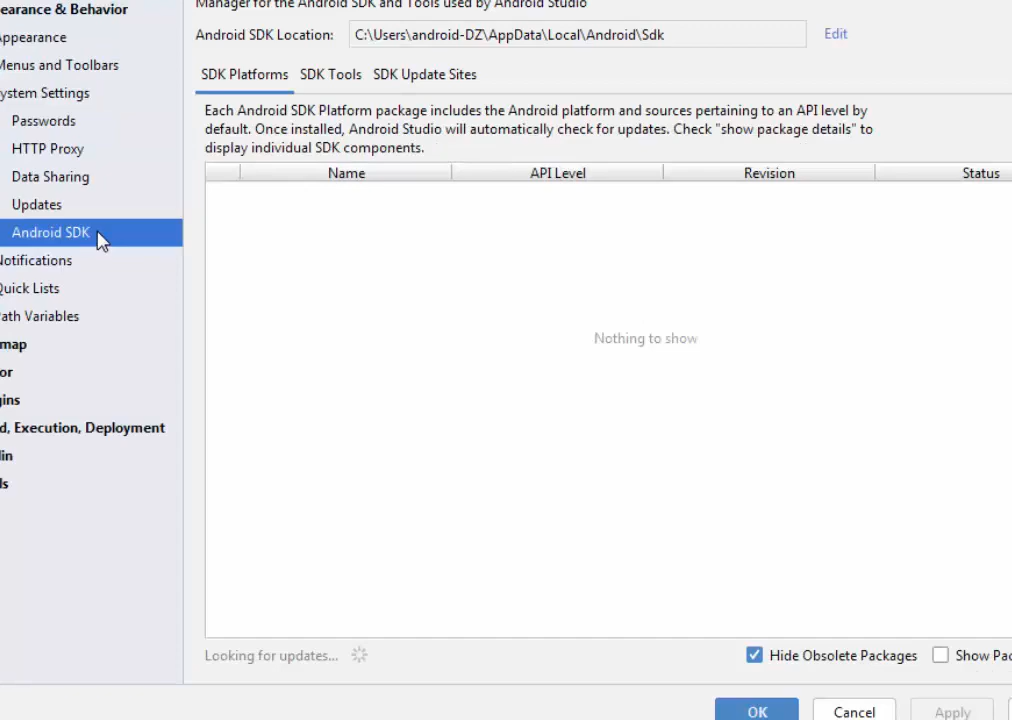 earance & Behavior
Appearance
Menus and Toolbars
ystem Settings
Passwords
HTTP Proxy
Data Sharing
Updates
Android SDK
Notifications
Quick Lists
ath Variables
map
or
gins
d, Execution, Deployment
lin
ls
Manager for the Android SDK and Tools used by Android Studio
Android SDK Location: C:\Users\android-DZ\AppData\Local\Android\Sdk Edit
SDK Platforms SDK Tools SDK Update Sites
Each Android SDK Platform package includes the Android platform and sources pertaining to an API level by
default. Once installed, Android Studio will automatically check for updates. Check "show package details" to
display individual SDK components.
Name API Level Revision Status
Nothing to show
Looking for updates... Hide Obsolete Packages Show Pac
OK Cancel Apply